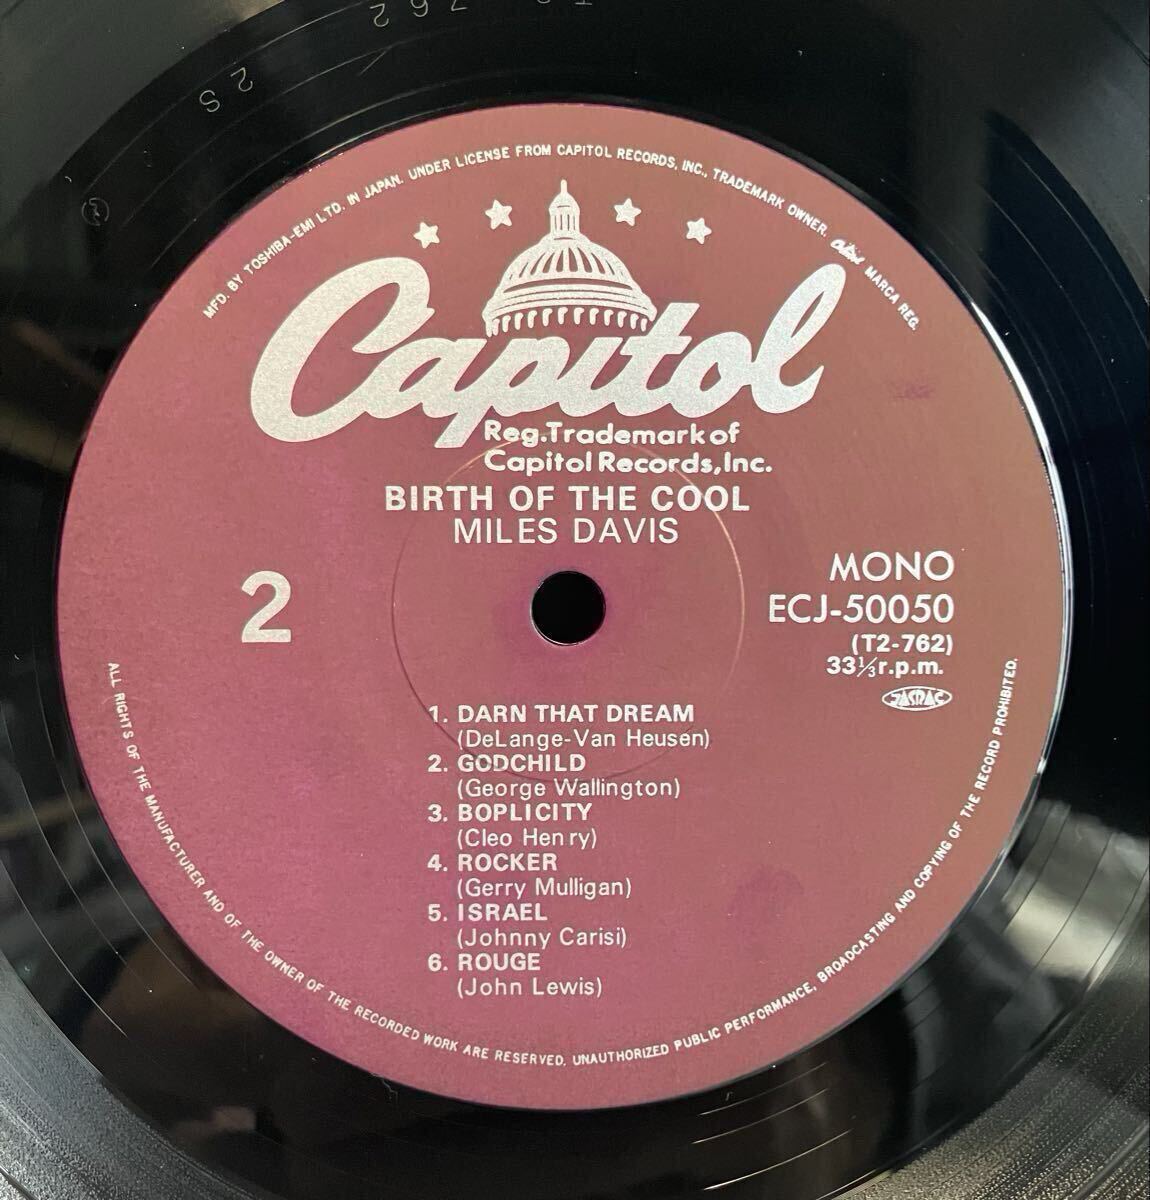 T2 762
2S
MFD. BY TOSHIBA-EMI LTD. IN JAPAN. UNDER LICENSE FROM CAPITOL RECORDS, INC., TRADEMARK OWNER. Capitol MARCA REG.
Capitol
Reg.Trademark of
Capitol Records,Inc.
BIRTH OF THE COOL
MILES DAVIS
2
MONO
ECJ-50050
(T2-762)
33⅓r.p.m.
JASRAC
1. DARN THAT DREAM
(DeLange-Van Heusen)
2. GODCHILD
(George Wallington)
3. BOPLICITY
(Cleo Henry)
4. ROCKER
(Gerry Mulligan)
5. ISRAEL
(Johnny Carisi)
6. ROUGE
(John Lewis)
ALL RIGHTS OF THE MANUFACTURER AND OF THE OWNER OF THE RECORDED WORK ARE RESERVED. UNAUTHORIZED PUBLIC PERFORMANCE, BROADCASTING AND COPYING OF THE RECORD PROHIBITED.